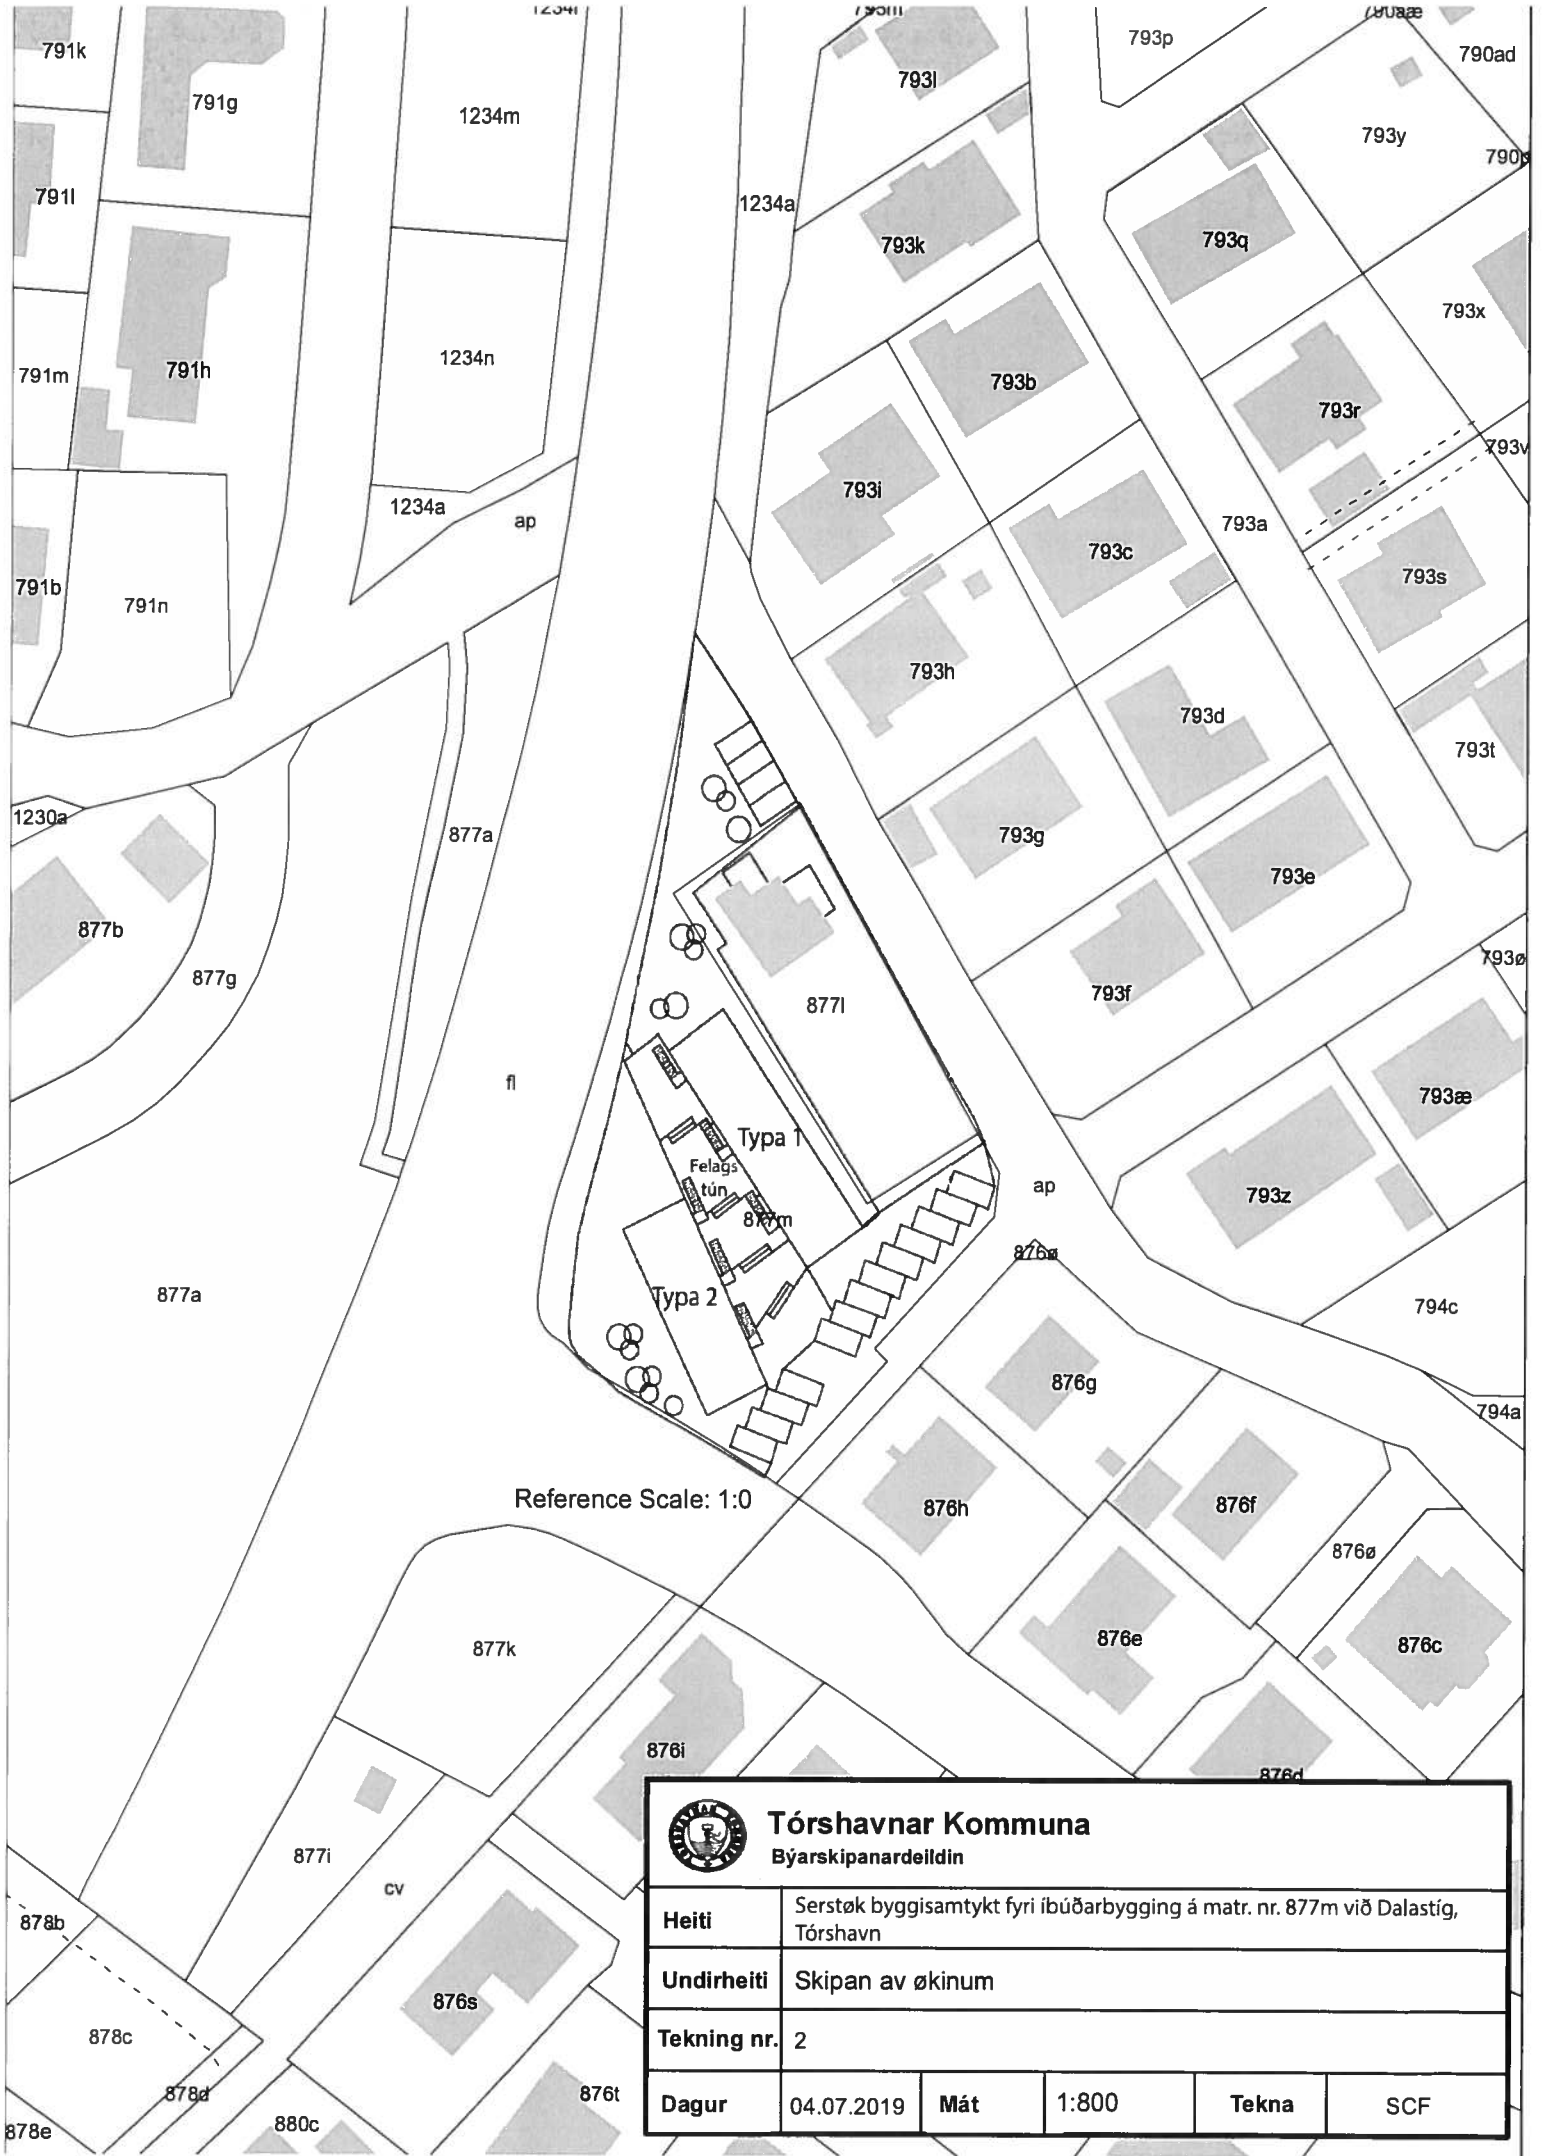 1234l
793m
790aæ
791k
793p
790ad
793l
791g
1234m
793y
790p
791l
1234a
793k
793q
793x
1234n
791m
791h
793b
793r
793v
793i
1234a
ap
793a
793c
793s
791b
791n
793h
793d
793t
1230a
877a
793g
793e
877b
793ø
877g
793f
877l
fl
793æ
Typa 1
Felags
tún
ap
793z
877m
876ø
877a
Typa 2
794c
876g
794a
Reference Scale: 1:0
876h
876f
876ø
877k
876e
876c
876i
876d
877i
cv
878b
876s
878c
878d
876t
880c
878e
Tórshavnar Kommuna
Býarskipanardeildin
Heiti
Serstøk byggisamtykt fyri íbúðarbygging á matr. nr. 877m við Dalastíg,
Tórshavn
Undirheiti Skipan av økinum
Tekning nr. 2
Dagur 04.07.2019 Mát 1:800 Tekna SCF